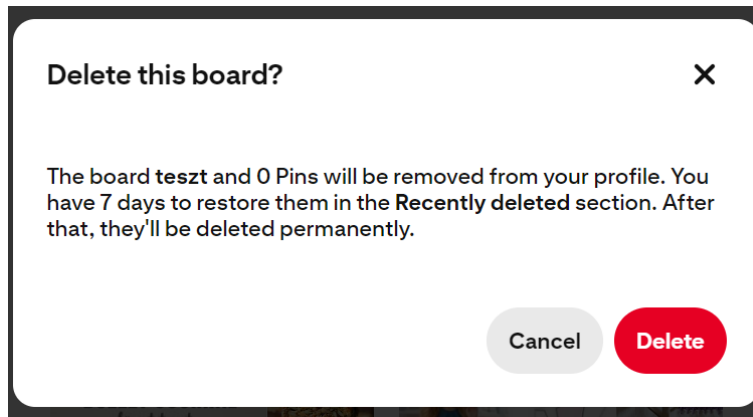 Delete this board?
The board teszt and 0 Pins will be removed from your profile. You
have 7 days to restore them in the Recently deleted section. After
that, they'll be deleted permanently.
Cancel
Delete